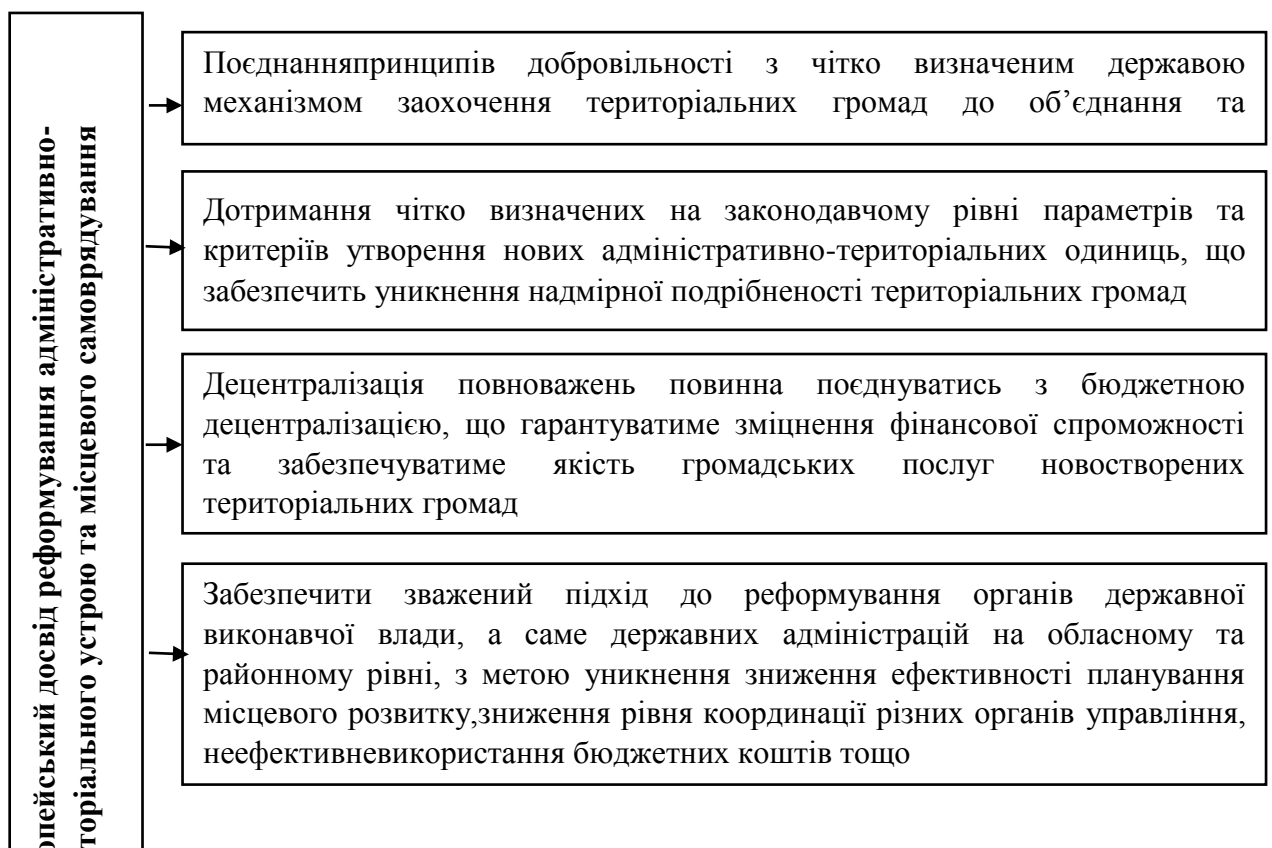 опейський досвід реформування адміністративно-
торіального устрою та місцевого самоврядування
Поєднанняпринципів добровільності з чітко визначеним державою
механізмом заохочення територіальних громад до об’єднання та
Дотримання чітко визначених на законодавчому рівні параметрів та
критеріїв утворення нових адміністративно-територіальних одиниць, що
забезпечить уникнення надмірної подрібненості територіальних громад
Децентралізація повноважень повинна поєднуватись з бюджетною
децентралізацією, що гарантуватиме зміцнення фінансової спроможності
та забезпечуватиме якість громадських послуг новостворених
територіальних громад
Забезпечити зважений підхід до реформування органів державної
виконавчої влади, а саме державних адміністрацій на обласному та
районному рівні, з метою уникнення зниження ефективності планування
місцевого розвитку,зниження рівня координації різних органів управління,
неефективневикористання бюджетних коштів тощо